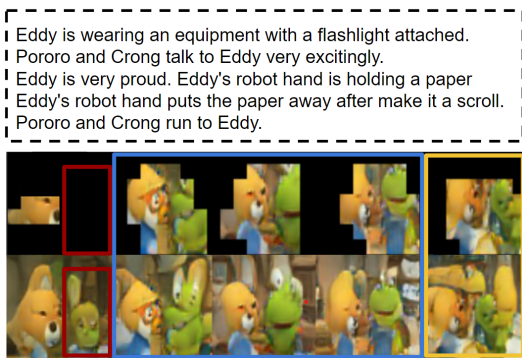 Eddy is wearing an equipment with a flashlight attached.
Pororo and Crong talk to Eddy very excitingly.
Eddy is very proud. Eddy's robot hand is holding a paper
Eddy's robot hand puts the paper away after make it a scroll.
Pororo and Crong run to Eddy.